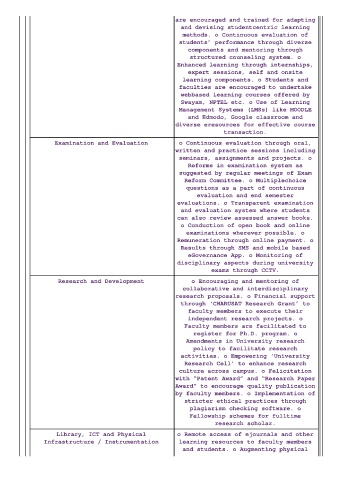 are encouraged and trained for adapting
and devising studentcentric learning
methods. o Continuous evaluation of
students' performance through diverse
components and mentoring through
structured counseling system. o
Enhanced learning through internships,
expert sessions, self and onsite
learning components. o Students and
faculties are encouraged to undertake
webbased learning courses offered by
Swayam, NPTEL etc. o Use of Learning
Management Systems (LMSs) like MOODLE
and Edmodo, Google classroom and
diverse eresources for effective course
transaction.
Examination and Evaluation
o Continuous evaluation through oral,
written and practice sessions including
seminars, assignments and projects. o
Reforms in examination system as
suggested by regular meetings of Exam
Reform Committee. o Multiplechoice
questions as a part of continuous
evaluation and end semester
evaluations. o Transparent examination
and evaluation system where students
can also review assessed answer books.
o Conduction of open book and online
examinations wherever possible. o
Remuneration through online payment. o
Results through SMS and mobile based
eGovernance App. o Monitoring of
disciplinary aspects during university
exams through CCTV.
Research and Development
o Encouraging and mentoring of
collaborative and interdisciplinary
research proposals. o Financial support
through 'CHARUSAT Research Grant' to
faculty members to execute their
independent research projects. o
Faculty members are facilitated to
register for Ph.D. program. o
Amendments in University research
policy to facilitate research
activities. o Empowering 'University
Research Cell' to enhance research
culture across campus. o Felicitation
with "Patent Award" and "Research Paper
Award" to encourage quality publication
by faculty members. o Implementation of
stricter ethical practices through
plagiarism checking software. o
Fellowship schemes for fulltime
research scholar.
Library, ICT and Physical
Infrastructure / Instrumentation
o Remote access of ejournals and other
learning resources to faculty members
and students. o Augmenting physical